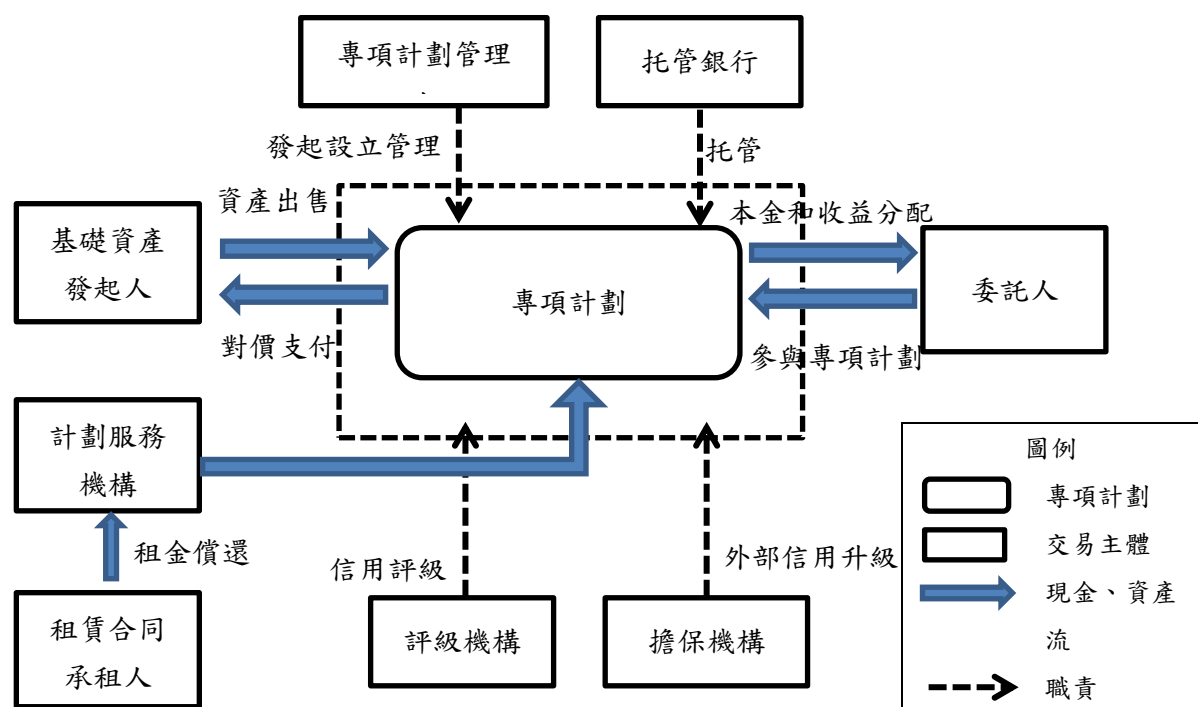 專項計劃管理
托管銀行
發起設立管理
托管
資產出售
本金和收益分配
基礎資產
發起人
專項計劃
委託人
對價支付
參與專項計劃
計劃服務
機構
租金償還
信用評級
外部信用升級
租賃合同
承租人
評級機構
擔保機構
圖例
專項計劃
交易主體
現金、資產
流
職責